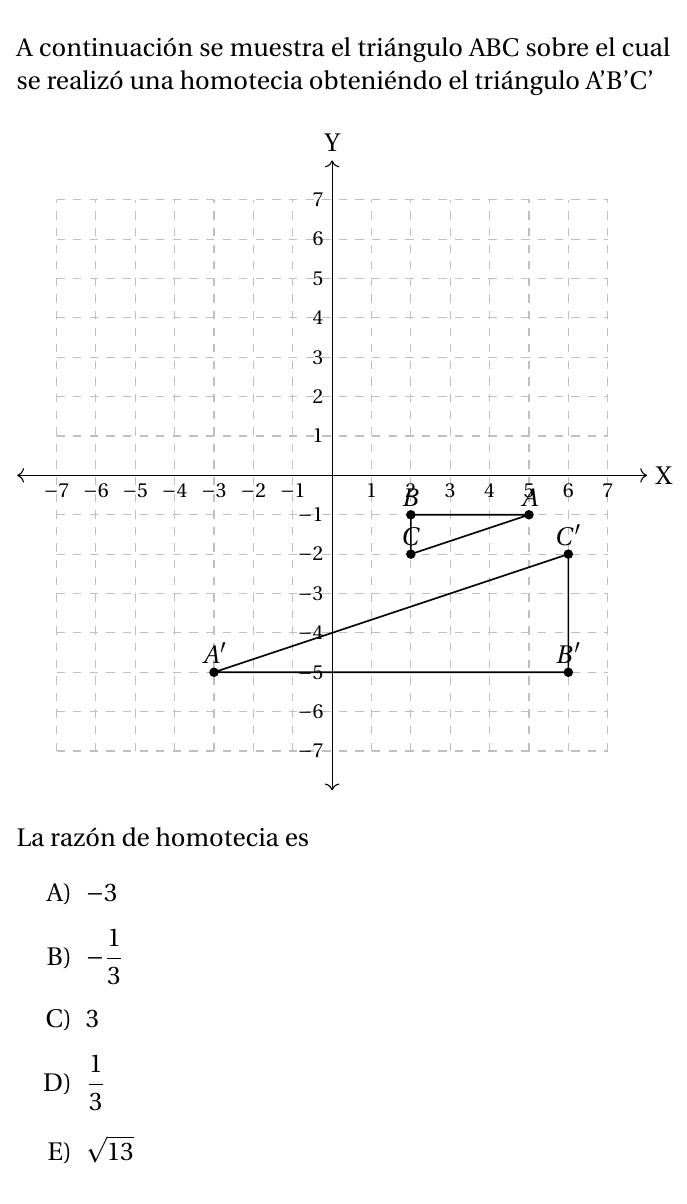 A continuación se muestra el triángulo ABC sobre el cual
se realizó una homotecia obteniéndo el triángulo A’B’C’
Y
7
6
5
4
3
2
1
−7 −6 −5 −4 −3 −2 −1 1 2 3 4 5 6 7 X
B A
−1
C C′
−2
−3
−4
A′ B′
−5
−6
−7
La razón de homotecia es
A) −3
B) −1/3
C) 3
D) 1/3
E) √13